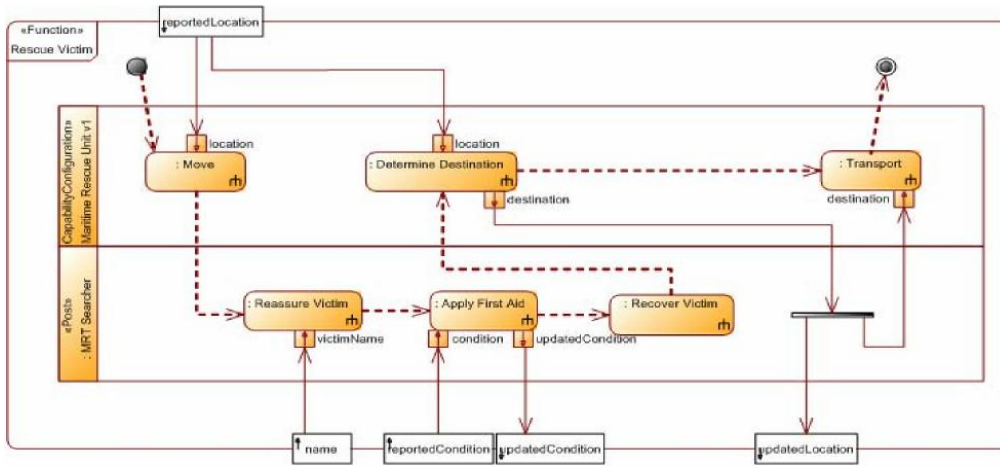 reportedLocation
«Function»
Rescue Victim
location
location
: Move
: Determine Destination
: Transport
destination
destination
«CapabilityConfiguration»
Maritime Rescue Unit v1
: Reassure Victim
: Apply First Aid
: Recover Victim
victimName
condition
updatedCondition
«Post»
: MRT Searcher
name
reportedCondition
updatedCondition
updatedLocation